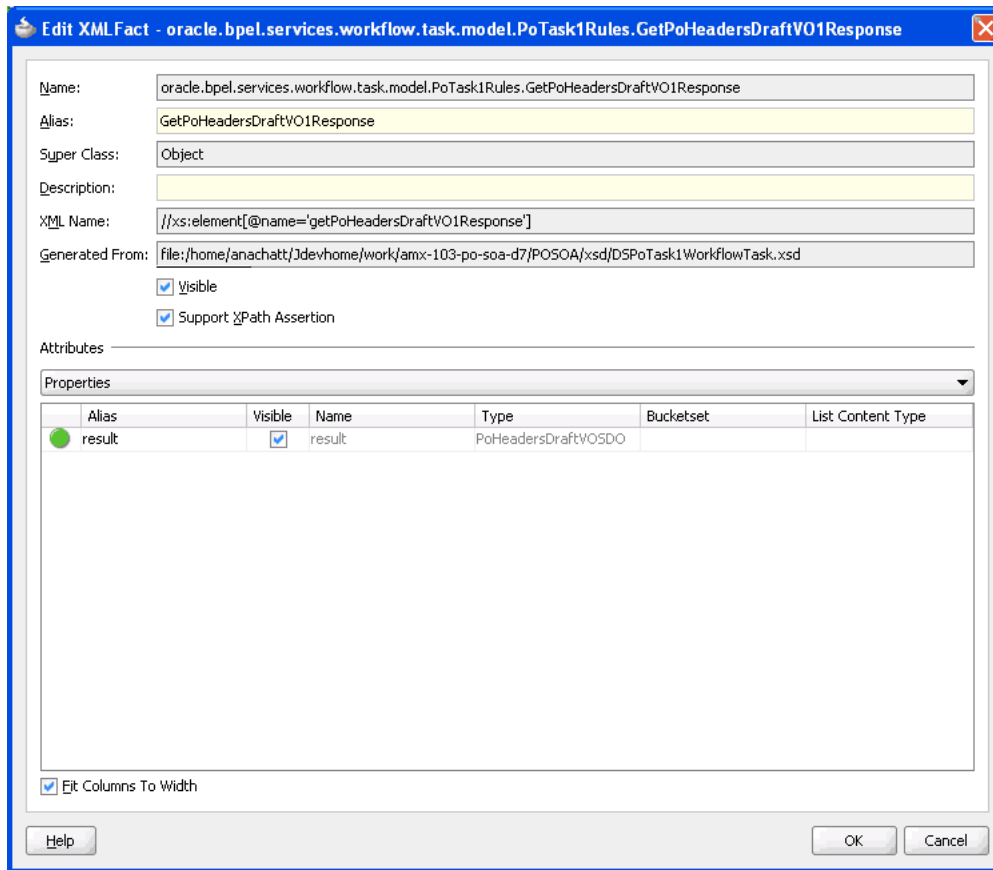 Edit XMLFact - oracle.bpel.services.workflow.task.model.PoTask1Rules.GetPoHeadersDraftVO1Response
Name: oracle.bpel.services.workflow.task.model.PoTask1Rules.GetPoHeadersDraftVO1Response
Alias: GetPoHeadersDraftVO1Response
Super Class: Object
Description:
XML Name: //xs:element[@name='getPoHeadersDraftVO1Response']
Generated From: file:/home/anachatt/Jdevhome/work/amx-103-po-soa-d7/POSOA/xsd/DSPoTask1WorkflowTask.xsd
Visible
Support XPath Assertion
Attributes
Properties
Alias Visible Name Type Bucketset List Content Type
result result PoHeadersDraftVOSDO
Fit Columns To Width
Help OK Cancel